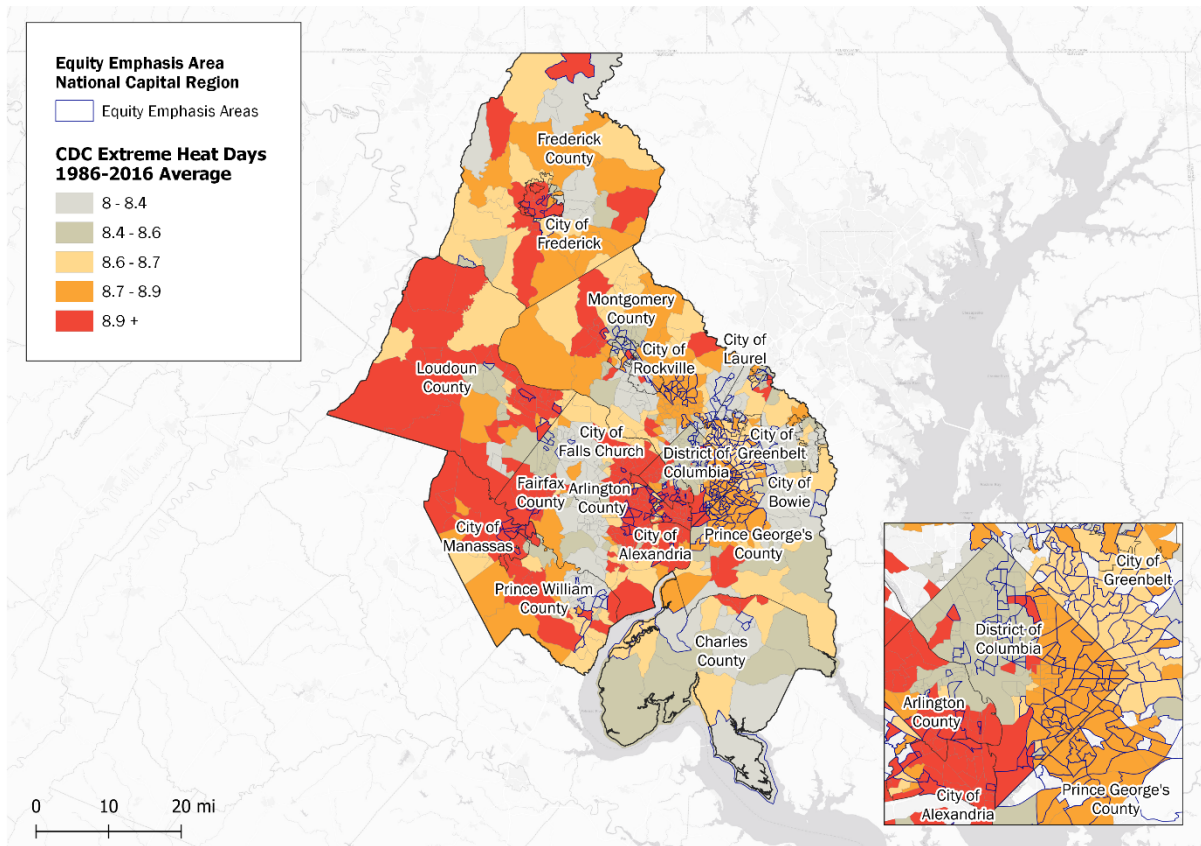 Equity Emphasis Area
National Capital Region
Equity Emphasis Areas
CDC Extreme Heat Days
1986-2016 Average
8 - 8.4
8.4 - 8.6
8.6 - 8.7
8.7 - 8.9
8.9 +
Frederick
County
City of
Frederick
Montgomery
County
City of
Rockville
City of
Laurel
Loudoun
County
City of
Falls Church
District of
Columbia
City of
Greenbelt
Fairfax
County
Arlington
County
City of
Bowie
City of
Manassas
City of
Alexandria
Prince George's
County
Prince William
County
Charles
County
0 10 20 mi
City of
Greenbelt
District of
Columbia
Arlington
County
City of
Alexandria
Prince George's
County